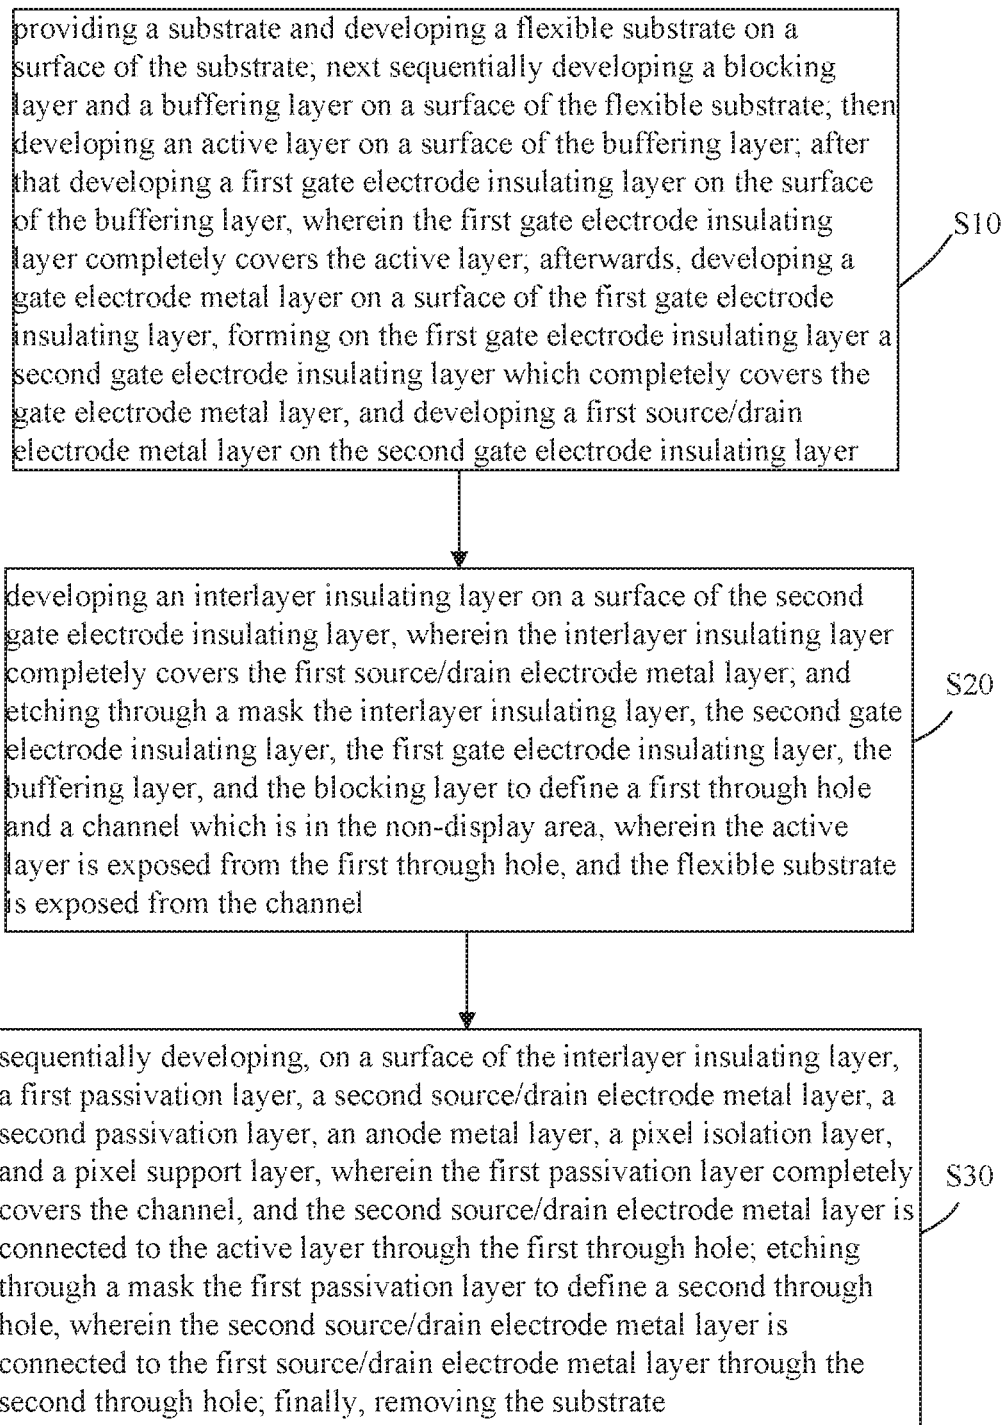 providing a substrate and developing a flexible substrate on a
surface of the substrate; next sequentially developing a blocking
layer and a buffering layer on a surface of the flexible substrate; then
developing an active layer on a surface of the buffering layer; after
that developing a first gate electrode insulating layer on the surface
of the buffering layer, wherein the first gate electrode insulating
layer completely covers the active layer; afterwards, developing a
gate electrode metal layer on a surface of the first gate electrode
insulating layer, forming on the first gate electrode insulating layer a
second gate electrode insulating layer which completely covers the
gate electrode metal layer, and developing a first source/drain
electrode metal layer on the second gate electrode insulating layer
S10
developing an interlayer insulating layer on a surface of the second
gate electrode insulating layer, wherein the interlayer insulating layer
completely covers the first source/drain electrode metal layer; and
etching through a mask the interlayer insulating layer, the second gate
electrode insulating layer, the first gate electrode insulating layer, the
buffering layer, and the blocking layer to define a first through hole
and a channel which is in the non-display area, wherein the active
layer is exposed from the first through hole, and the flexible substrate
is exposed from the channel
S20
sequentially developing, on a surface of the interlayer insulating layer,
a first passivation layer, a second source/drain electrode metal layer, a
second passivation layer, an anode metal layer, a pixel isolation layer,
and a pixel support layer, wherein the first passivation layer completely
covers the channel, and the second source/drain electrode metal layer is
connected to the active layer through the first through hole; etching
through a mask the first passivation layer to define a second through
hole, wherein the second source/drain electrode metal layer is
connected to the first source/drain electrode metal layer through the
second through hole; finally, removing the substrate
S30